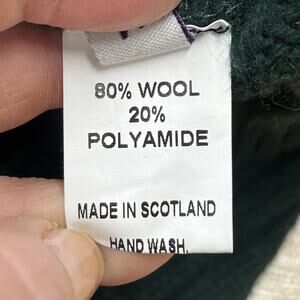 80% WOOL
20%
POLYAMIDE
MADE IN SCOTLAND
HAND WASH.